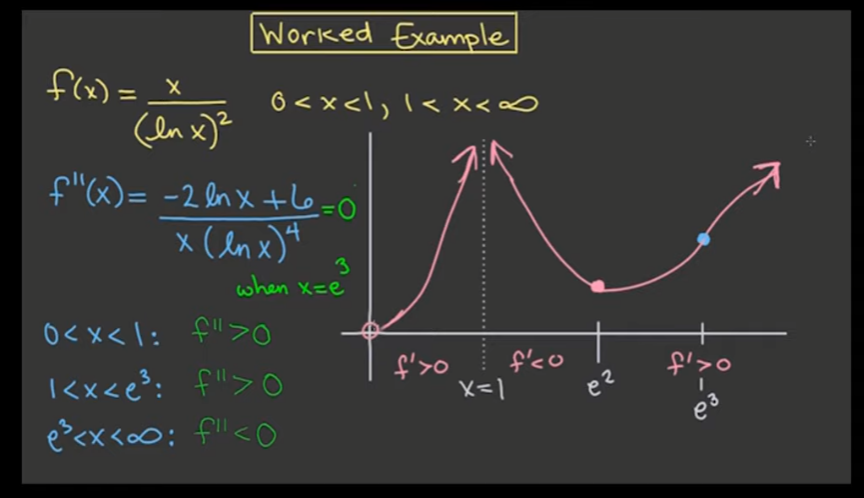 Worked Example
f(x) = x/(ln x)², 0 < x < 1, 1 < x < ∞
f''(x) = (-2 ln x + 6)/(x (ln x)⁴) = 0
when x = e³
0 < x < 1: f'' > 0
1 < x < e³: f'' > 0
e³ < x < ∞: f'' < 0
f' > 0
x = 1
f' < 0
e²
f' > 0
e³